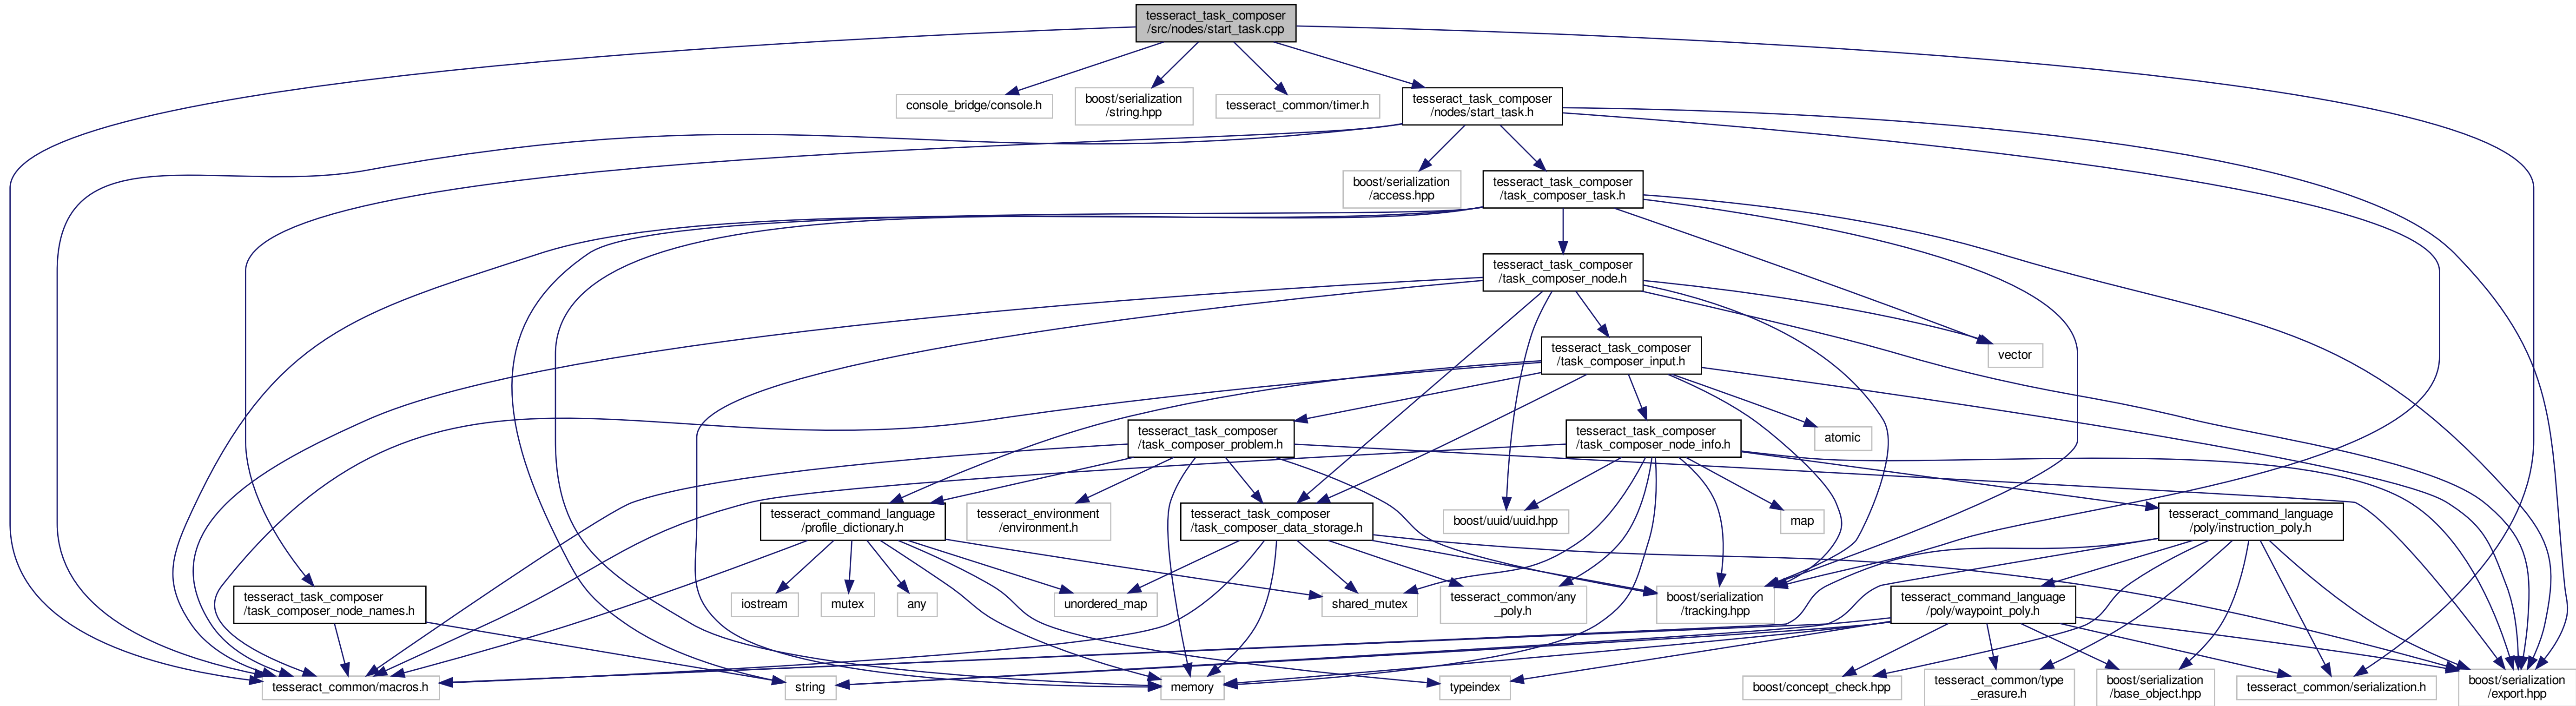 tesseract_task_composer
/src/nodes/start_task.cpp
console_bridge/console.h
boost/serialization
/string.hpp
tesseract_common/timer.h
tesseract_task_composer
/nodes/start_task.h
boost/serialization
/access.hpp
tesseract_task_composer
/task_composer_task.h
tesseract_task_composer
/task_composer_node.h
tesseract_task_composer
/task_composer_input.h
vector
tesseract_task_composer
/task_composer_problem.h
tesseract_task_composer
/task_composer_node_info.h
atomic
tesseract_command_language
/profile_dictionary.h
tesseract_environment
/environment.h
tesseract_task_composer
/task_composer_data_storage.h
boost/uuid/uuid.hpp
map
tesseract_command_language
/poly/instruction_poly.h
tesseract_task_composer
/task_composer_node_names.h
iostream
mutex
any
unordered_map
shared_mutex
tesseract_common/any
_poly.h
boost/serialization
/tracking.hpp
tesseract_command_language
/poly/waypoint_poly.h
tesseract_common/macros.h
string
memory
typeindex
boost/concept_check.hpp
tesseract_common/type
_erasure.h
boost/serialization
/base_object.hpp
tesseract_common/serialization.h
boost/serialization
/export.hpp